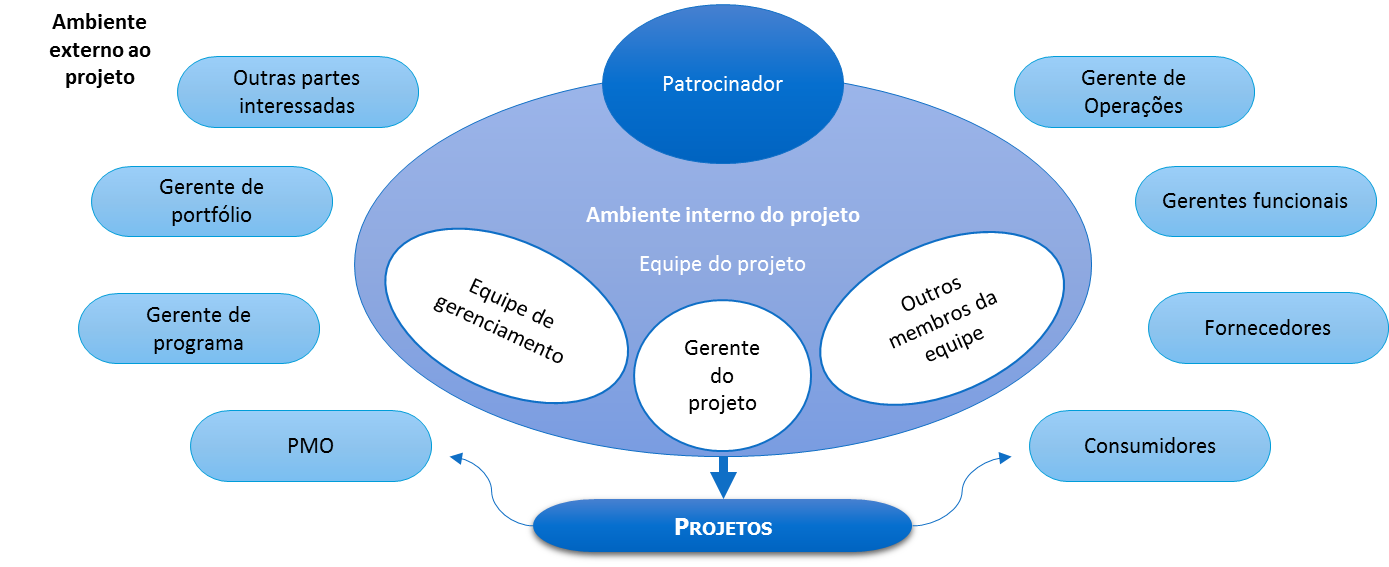 Ambiente
externo ao
projeto
Outras partes
interessadas
Patrocinador
Gerente de
Operações
Gerente de
portfólio
Gerentes funcionais
Ambiente interno do projeto
Equipe do projeto
Equipe de
gerenciamento
Outros
membros da
equipe
Gerente de
programa
Gerente
do
projeto
Fornecedores
PMO
Consumidores
PROJETOS